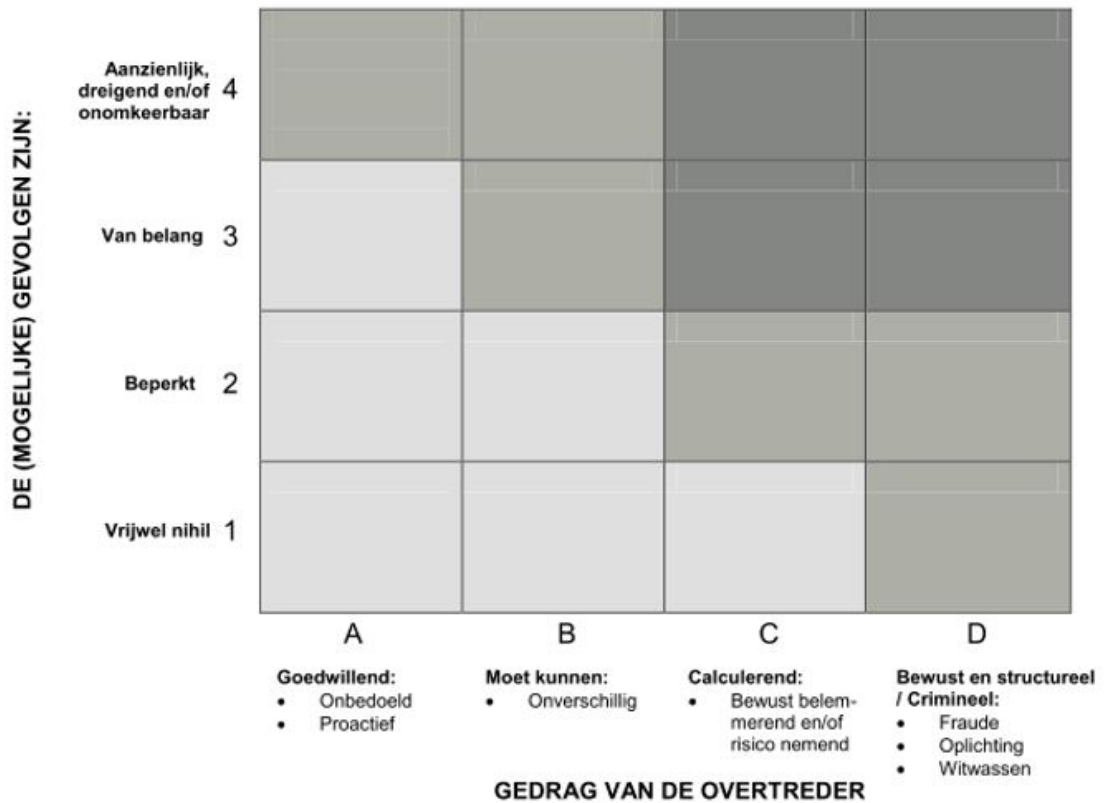 DE (MOGELIJKE) GEVOLGEN ZIJN:
Aanzienlijk,
dreigend en/of
onomkeerbaar
4
Van belang 3
Beperkt 2
Vrijwel nihil 1
A
B
C
D
Goedwillend:
• Onbedoeld
• Proactief
Moet kunnen:
• Onverschillig
Calculerend:
• Bewust belem-
merend en/of
risico nemend
Bewust en structureel
/ Crimineel:
• Fraude
• Oplichting
• Witwassen
GEDRAG VAN DE OVERTREDER